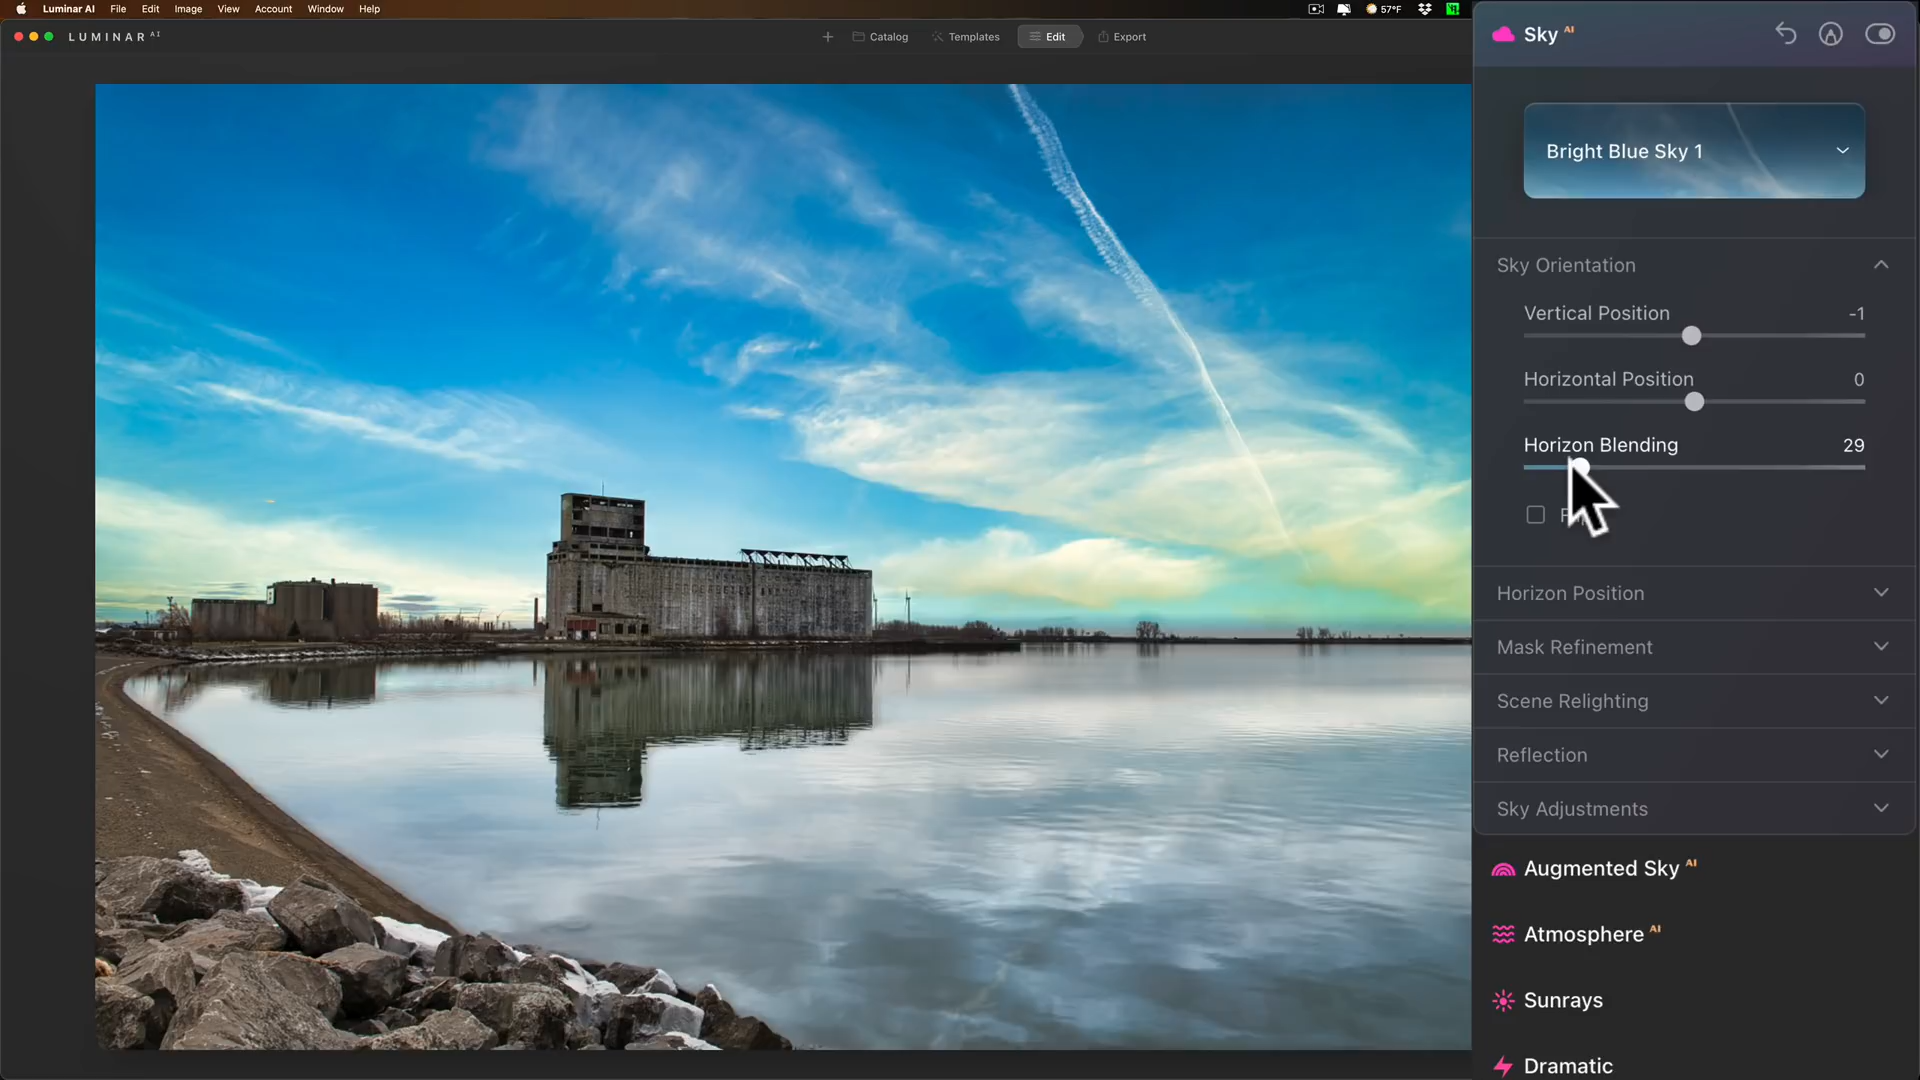 Luminar AI File Edit Image View Account Window Help 57°F
LUMINAR AI Catalog Templates Edit Export
Sky AI
Bright Blue Sky 1
Sky Orientation
Vertical Position -1
Horizontal Position 0
Horizon Blending 29
Horizon Position
Mask Refinement
Scene Relighting
Reflection
Sky Adjustments
Augmented Sky AI
Atmosphere AI
Sunrays
Dramatic